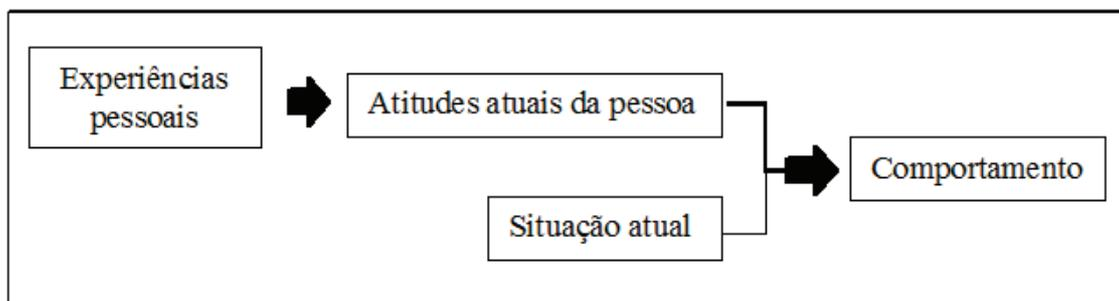 Experiências
pessoais
Atitudes atuais da pessoa
Situação atual
Comportamento